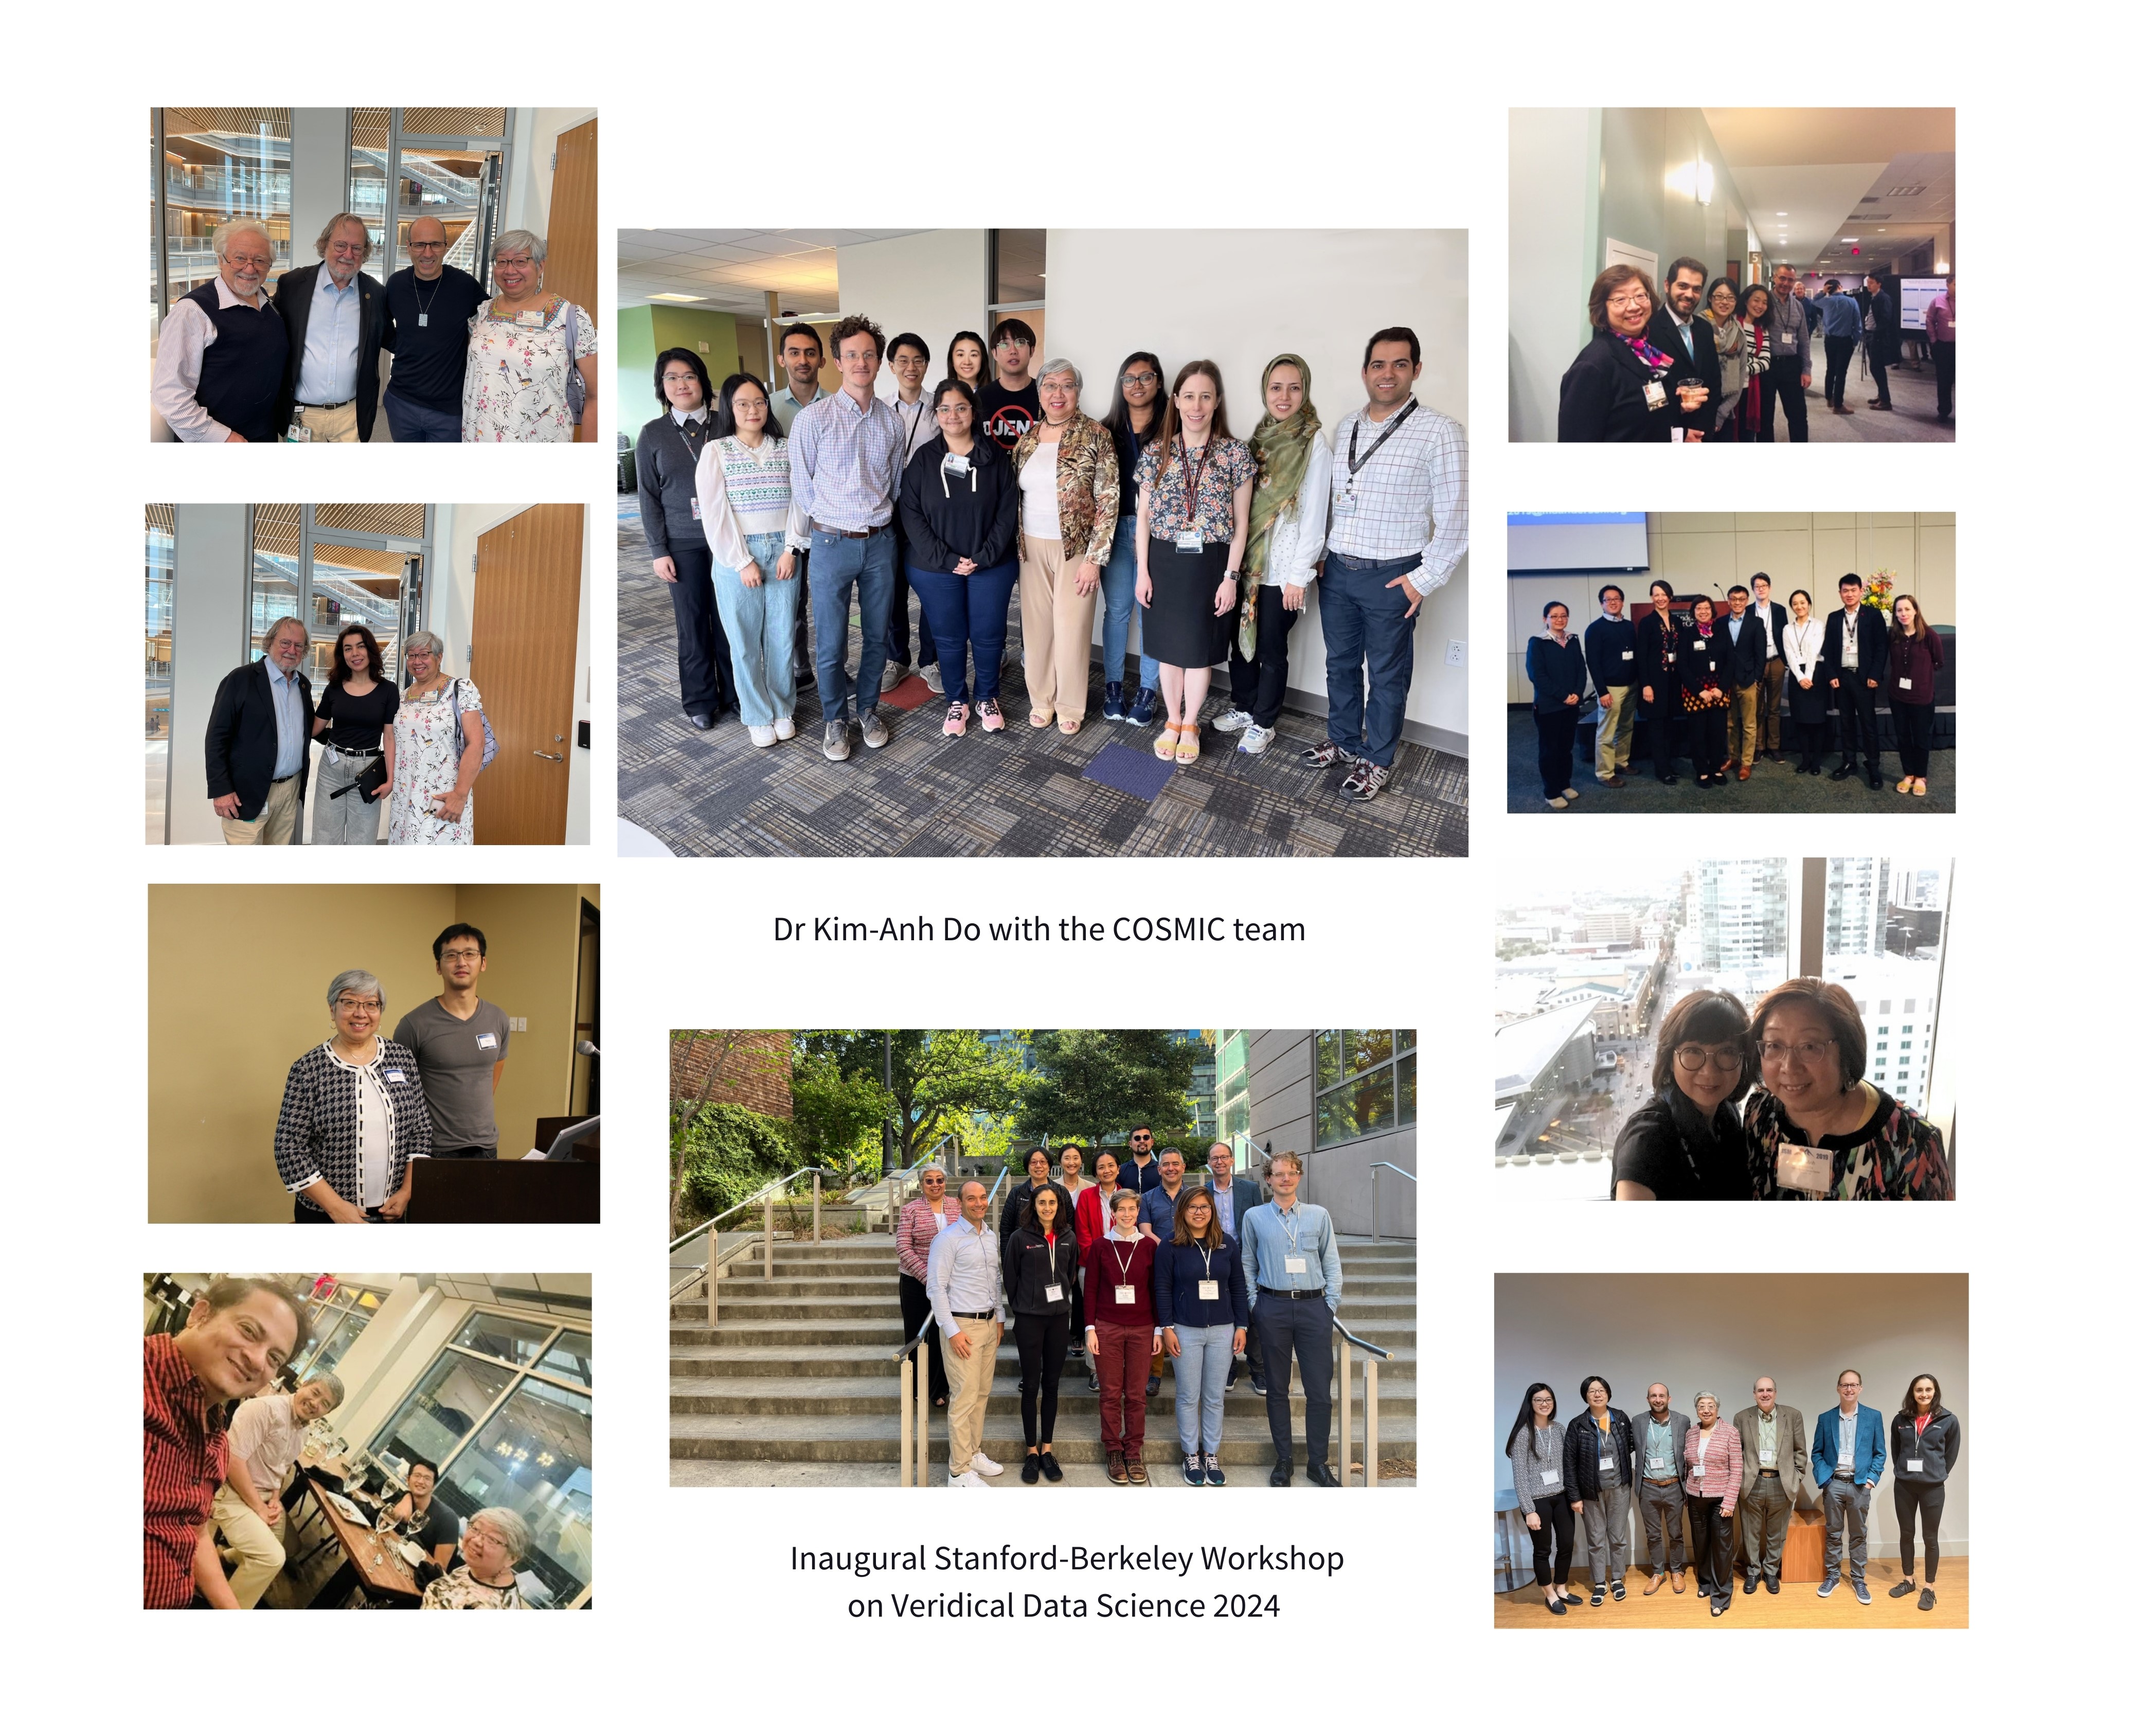 Dr Kim-Anh Do with the COSMIC team
Inaugural Stanford-Berkeley Workshop
on Veridical Data Science 2024